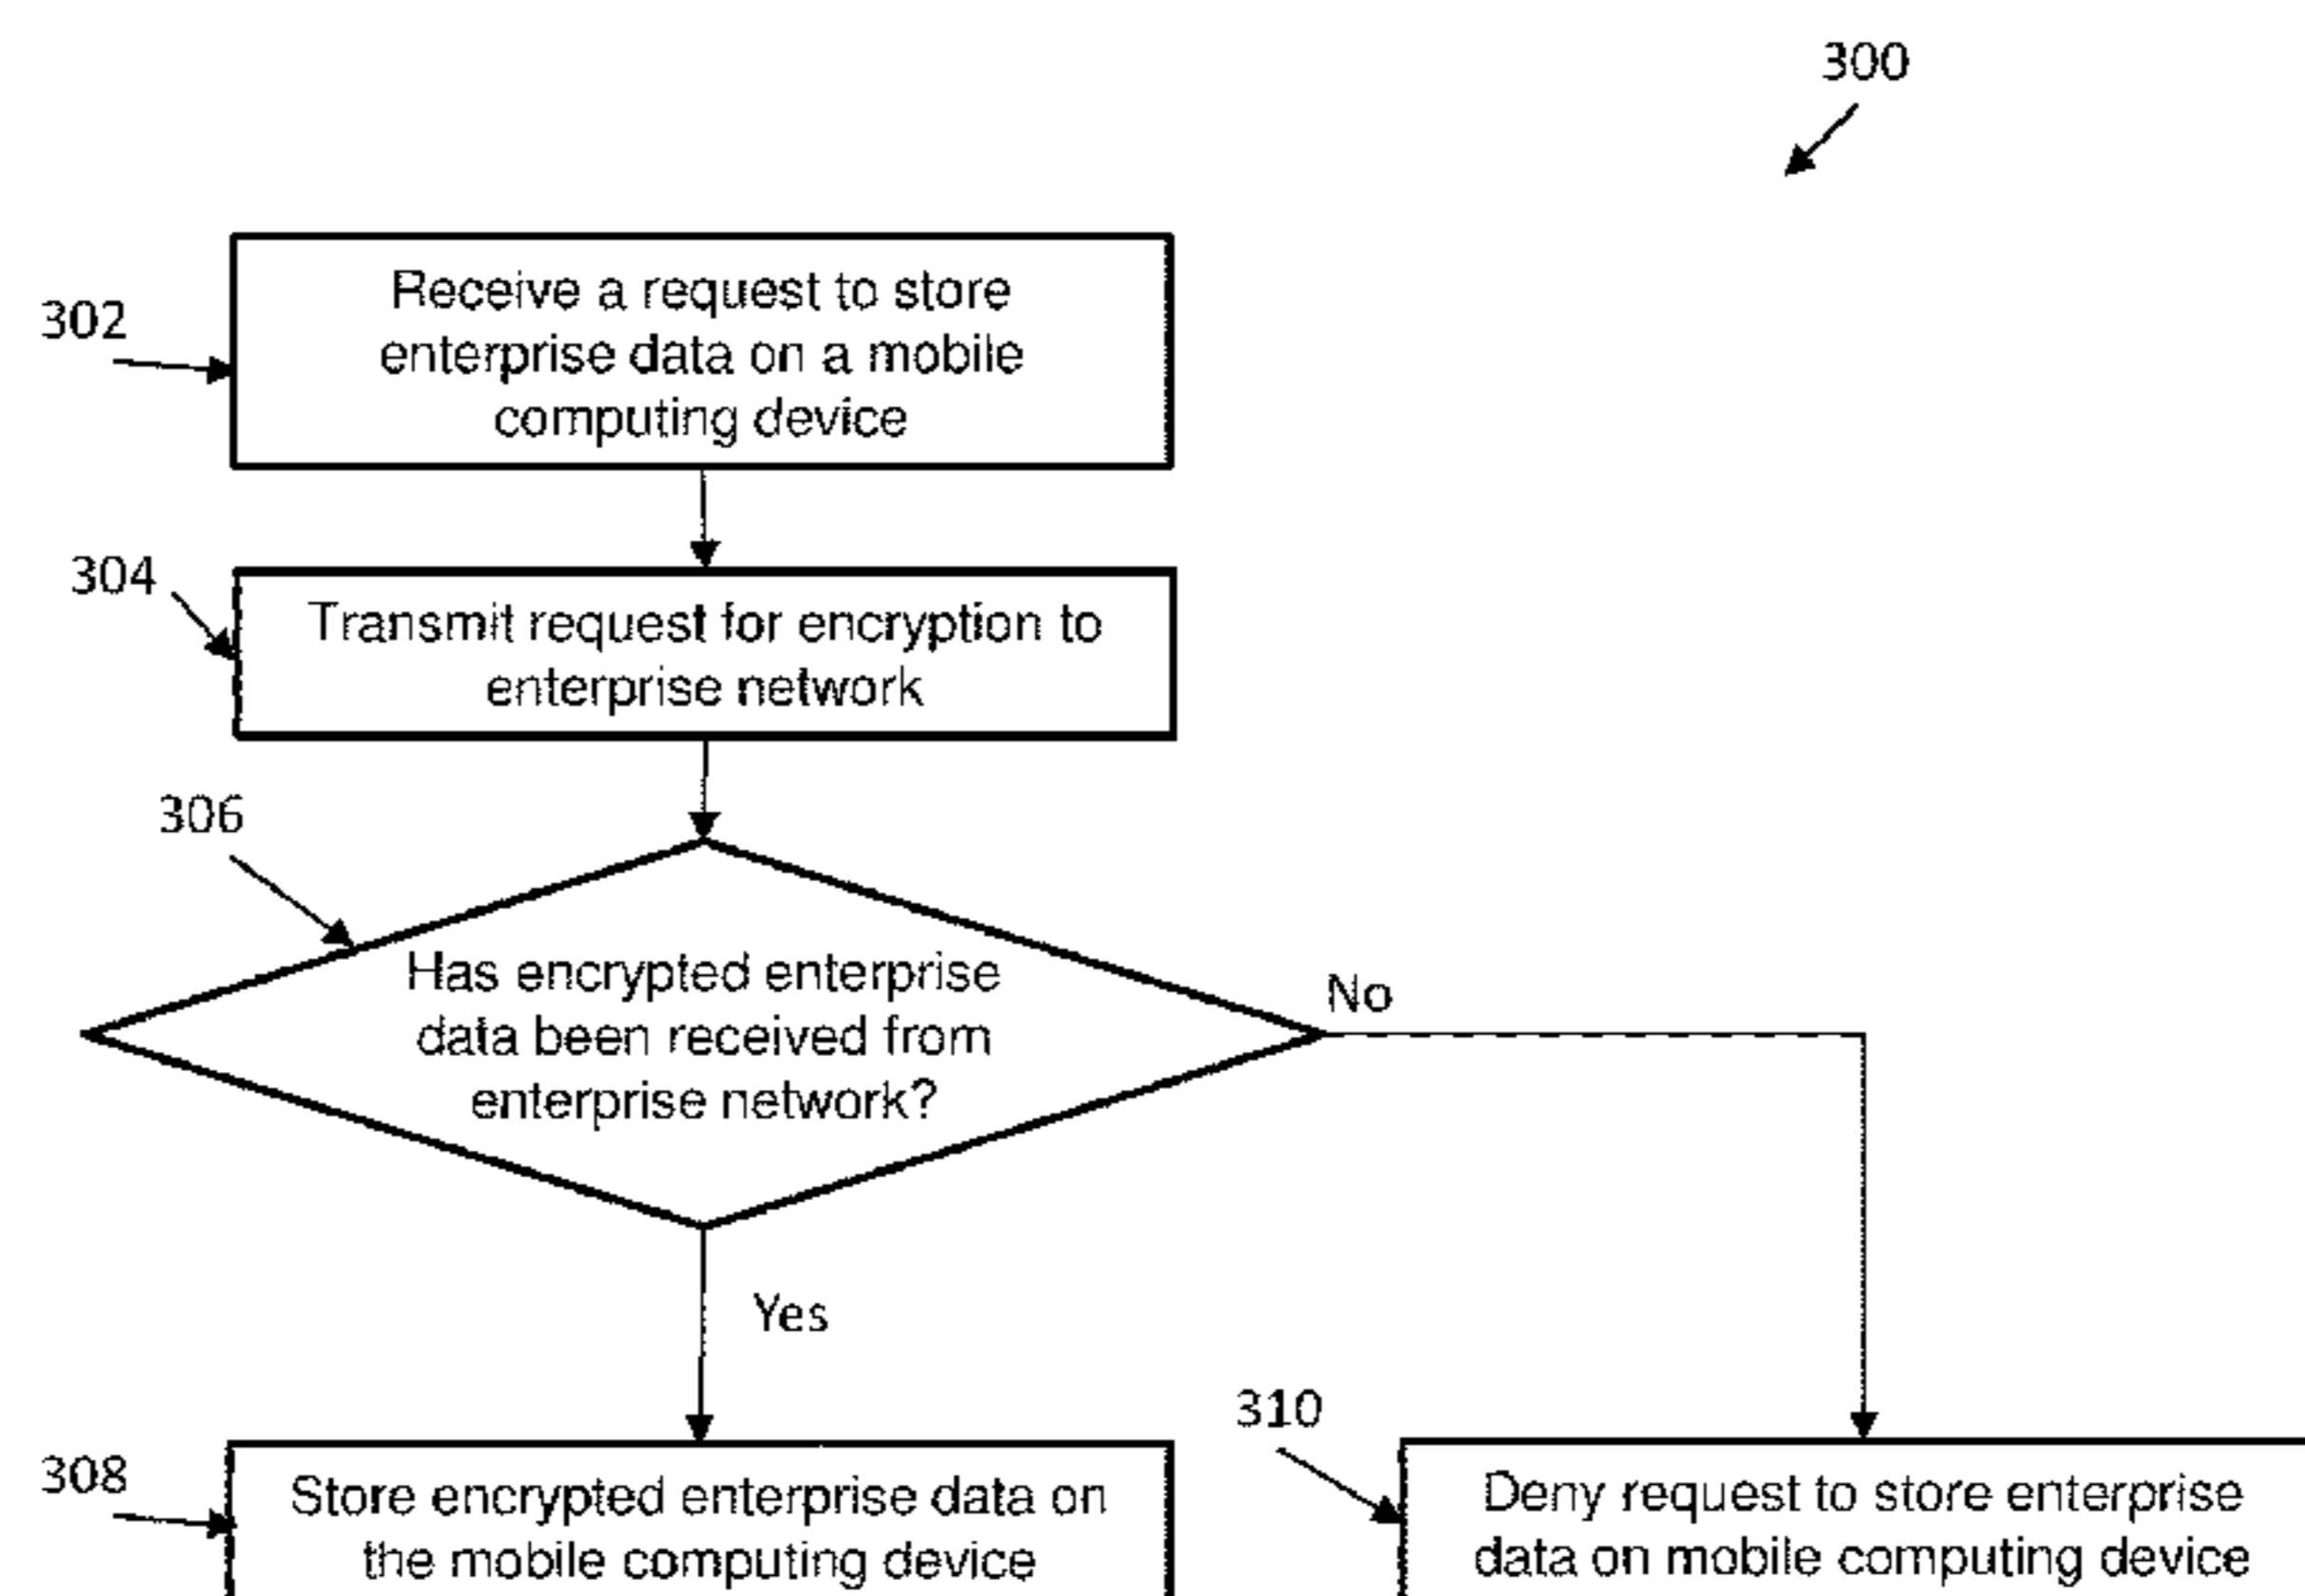 300
302
Receive a request to store
enterprise data on a mobile
computing device
304
Transmit request for encryption to
enterprise network
306
Has encrypted enterprise
data been received from
enterprise network?
No
Yes
308
Store encrypted enterprise data on
the mobile computing device
310
Deny request to store enterprise
data on mobile computing device